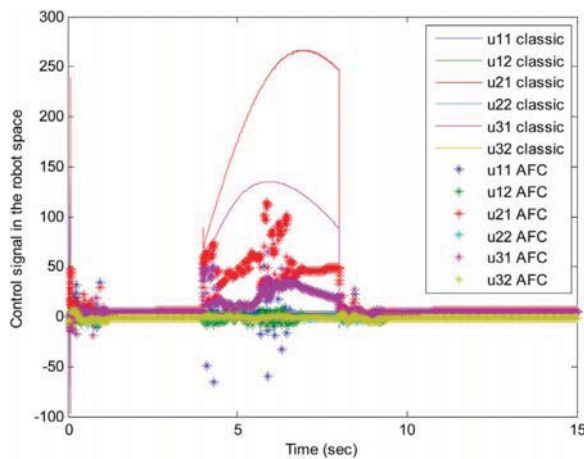 300
250
200
150
100
50
0
-50
-100
0
5
10
15
Control signal in the robot space
Time (sec)
u11 classic
u12 classic
u21 classic
u22 classic
u31 classic
u32 classic
u11 AFC
u12 AFC
u21 AFC
u22 AFC
u31 AFC
u32 AFC